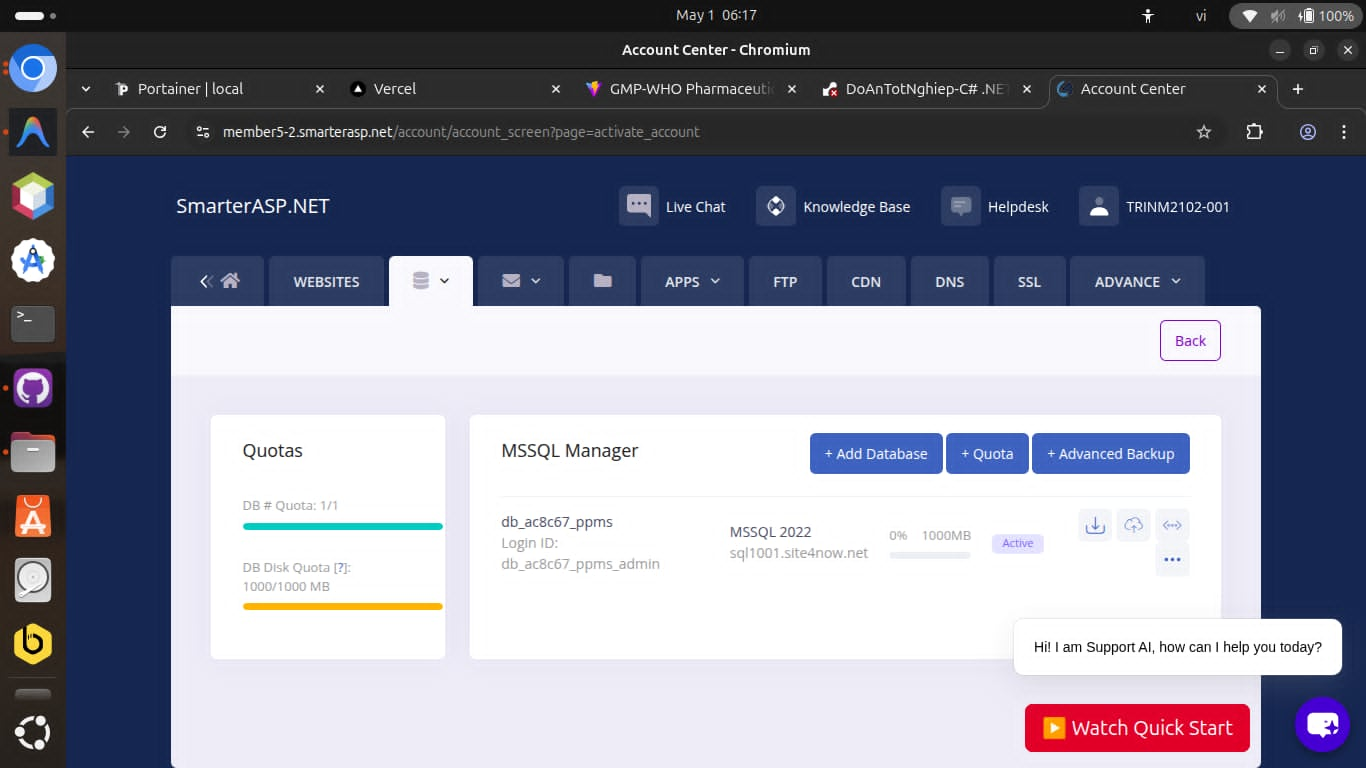 May 1 06:17
vi
100%
Account Center - Chromium
Portainer | local
Vercel
GMP-WHO Pharmaceutic
DoAnTotNghiep-C# .NET
Account Center
member5-2.smarterasp.net/account/account_screen?page=activate_account
SmarterASP.NET
Live Chat
Knowledge Base
Helpdesk
TRINM2102-001
WEBSITES
APPS
FTP
CDN
DNS
SSL
ADVANCE
Back
Quotas
DB # Quota: 1/1
DB Disk Quota [?]:
1000/1000 MB
MSSQL Manager
+ Add Database
+ Quota
+ Advanced Backup
db_ac8c67_ppms
Login ID:
db_ac8c67_ppms_admin
MSSQL 2022
sql1001.site4now.net
0% 1000MB
Active
Hi! I am Support AI, how can I help you today?
Watch Quick Start